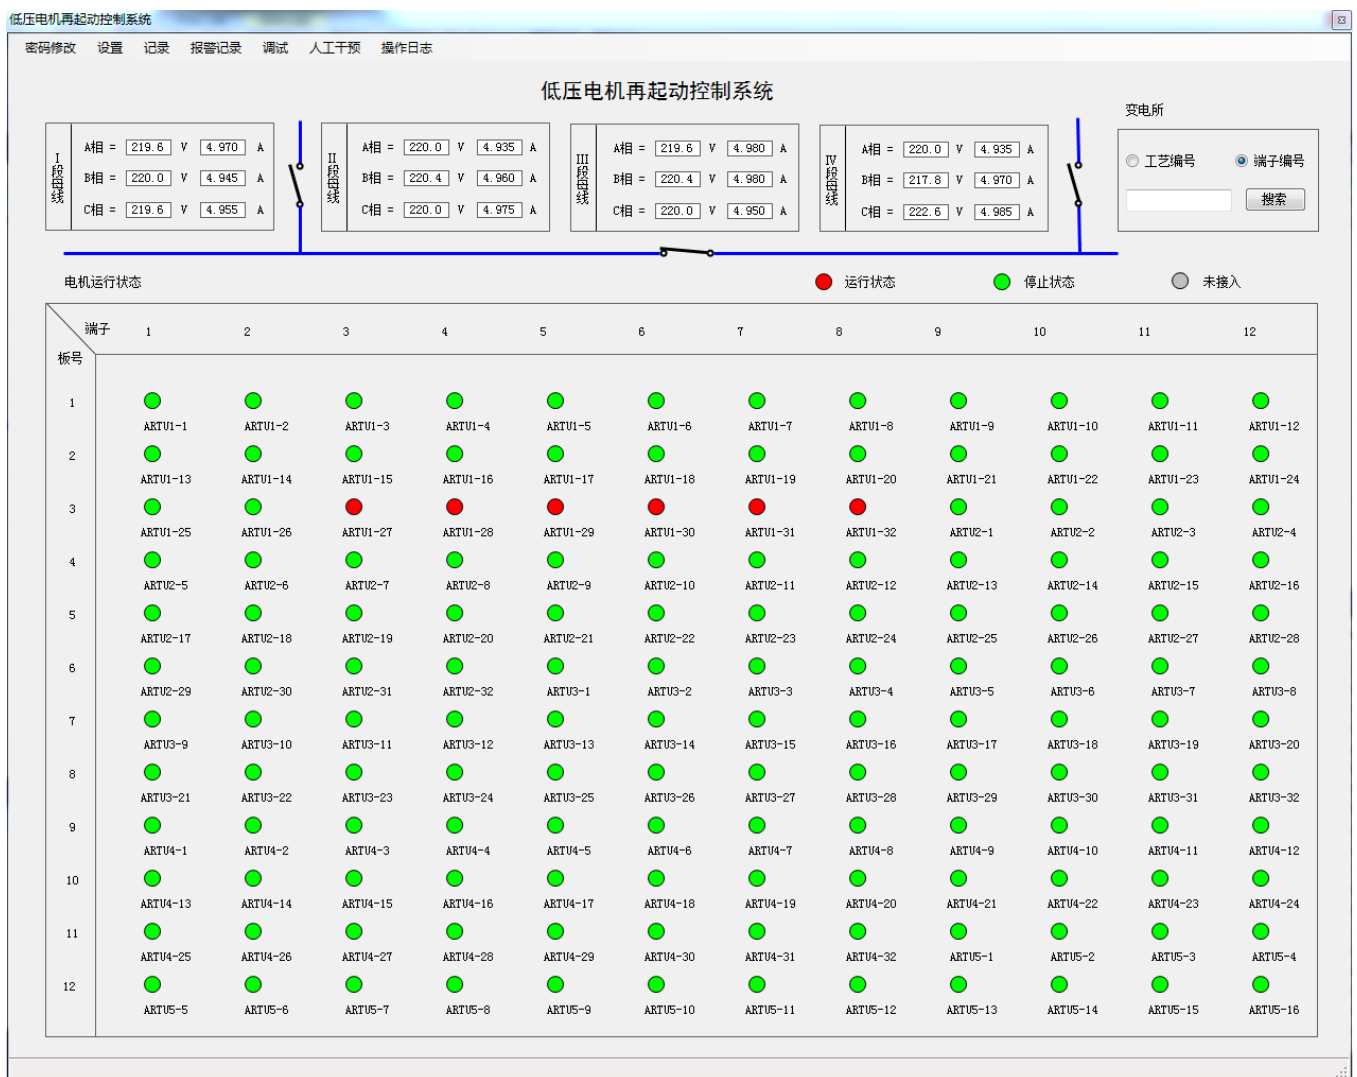 低压电机再起动控制系统
密码修改 设置 记录 报警记录 调试 人工干预 操作日志
低压电机再起动控制系统
I段母线
A相 = 219.6 V 4.970 A
B相 = 220.0 V 4.945 A
C相 = 219.6 V 4.955 A
II段母线
A相 = 220.0 V 4.935 A
B相 = 220.4 V 4.960 A
C相 = 220.0 V 4.975 A
III段母线
A相 = 219.6 V 4.980 A
B相 = 220.4 V 4.980 A
C相 = 220.0 V 4.950 A
IV段母线
A相 = 220.0 V 4.935 A
B相 = 217.8 V 4.970 A
C相 = 222.6 V 4.985 A
变电所
工艺编号 端子编号
搜索
电机运行状态 运行状态 停止状态 未接入
端子 1 2 3 4 5 6 7 8 9 10 11 12
板号
1
ARTU1-1 ARTU1-2 ARTU1-3 ARTU1-4 ARTU1-5 ARTU1-6 ARTU1-7 ARTU1-8 ARTU1-9 ARTU1-10 ARTU1-11 ARTU1-12
2
ARTU1-13 ARTU1-14 ARTU1-15 ARTU1-16 ARTU1-17 ARTU1-18 ARTU1-19 ARTU1-20 ARTU1-21 ARTU1-22 ARTU1-23 ARTU1-24
3
ARTU1-25 ARTU1-26 ARTU1-27 ARTU1-28 ARTU1-29 ARTU1-30 ARTU1-31 ARTU1-32 ARTU2-1 ARTU2-2 ARTU2-3 ARTU2-4
4
ARTU2-5 ARTU2-6 ARTU2-7 ARTU2-8 ARTU2-9 ARTU2-10 ARTU2-11 ARTU2-12 ARTU2-13 ARTU2-14 ARTU2-15 ARTU2-16
5
ARTU2-17 ARTU2-18 ARTU2-19 ARTU2-20 ARTU2-21 ARTU2-22 ARTU2-23 ARTU2-24 ARTU2-25 ARTU2-26 ARTU2-27 ARTU2-28
6
ARTU2-29 ARTU2-30 ARTU2-31 ARTU2-32 ARTU3-1 ARTU3-2 ARTU3-3 ARTU3-4 ARTU3-5 ARTU3-6 ARTU3-7 ARTU3-8
7
ARTU3-9 ARTU3-10 ARTU3-11 ARTU3-12 ARTU3-13 ARTU3-14 ARTU3-15 ARTU3-16 ARTU3-17 ARTU3-18 ARTU3-19 ARTU3-20
8
ARTU3-21 ARTU3-22 ARTU3-23 ARTU3-24 ARTU3-25 ARTU3-26 ARTU3-27 ARTU3-28 ARTU3-29 ARTU3-30 ARTU3-31 ARTU3-32
9
ARTU4-1 ARTU4-2 ARTU4-3 ARTU4-4 ARTU4-5 ARTU4-6 ARTU4-7 ARTU4-8 ARTU4-9 ARTU4-10 ARTU4-11 ARTU4-12
10
ARTU4-13 ARTU4-14 ARTU4-15 ARTU4-16 ARTU4-17 ARTU4-18 ARTU4-19 ARTU4-20 ARTU4-21 ARTU4-22 ARTU4-23 ARTU4-24
11
ARTU4-25 ARTU4-26 ARTU4-27 ARTU4-28 ARTU4-29 ARTU4-30 ARTU4-31 ARTU4-32 ARTU5-1 ARTU5-2 ARTU5-3 ARTU5-4
12
ARTU5-5 ARTU5-6 ARTU5-7 ARTU5-8 ARTU5-9 ARTU5-10 ARTU5-11 ARTU5-12 ARTU5-13 ARTU5-14 ARTU5-15 ARTU5-16